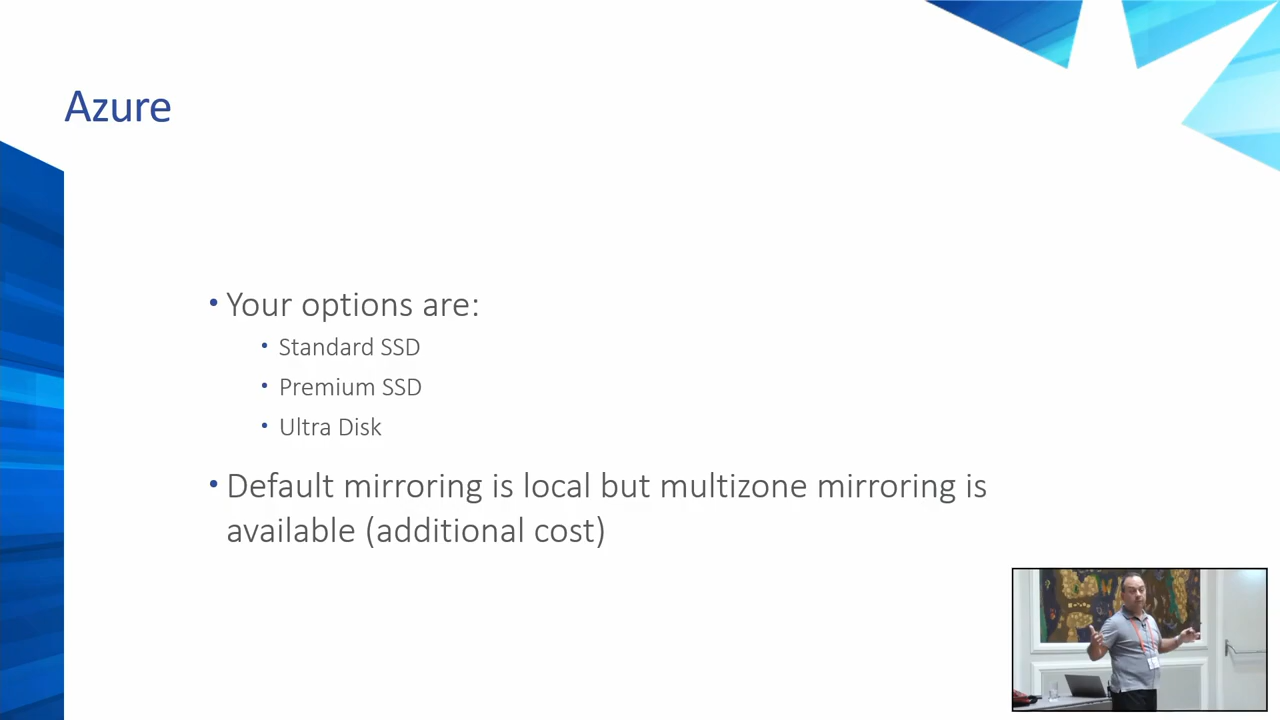 Azure
• Your options are:
• Standard SSD
• Premium SSD
• Ultra Disk
• Default mirroring is local but multizone mirroring is
available (additional cost)